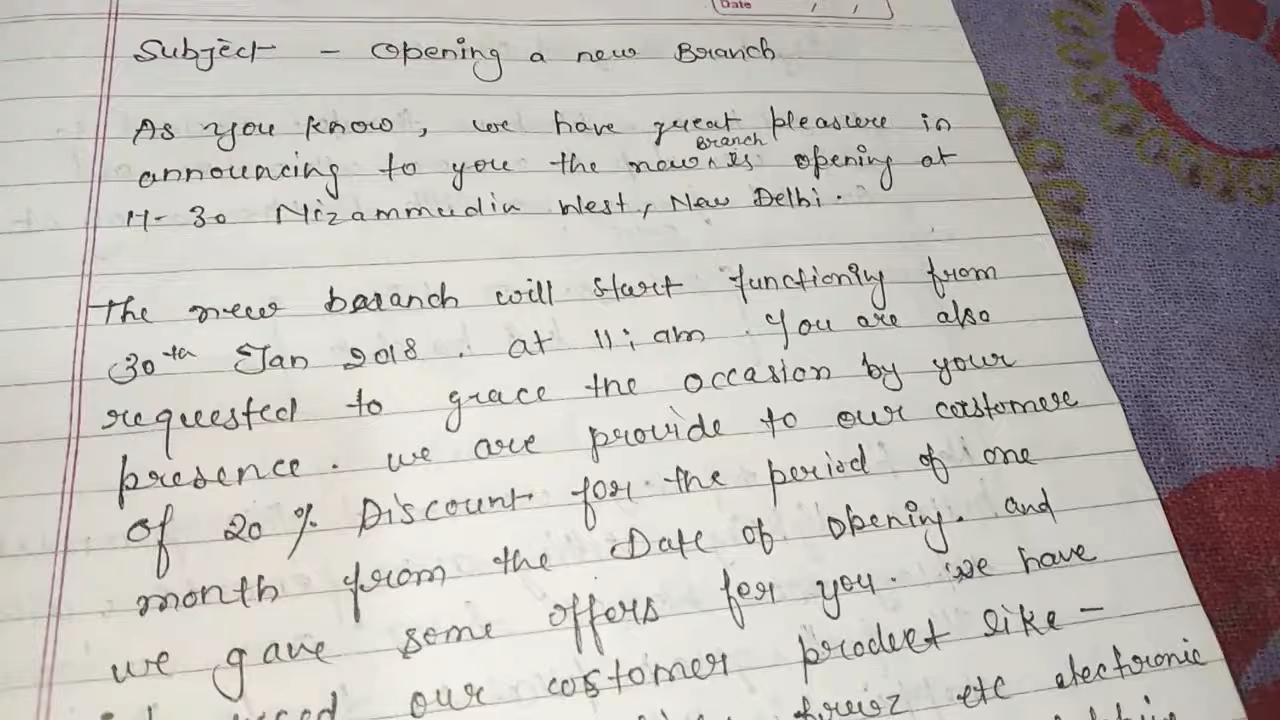 Date / /
Subject - Opening a new Branch
As you know, we have great pleasure in
Branch
announcing to you the new is opening at
H-30 Nizammudin West, New Delhi.
The new baranch will start functioning from
30th Jan 2018. at 11: am. You are also
requested to grace the occasion by your
presence. we are provide to our costomere
of 20% Discount for the period of one
month from the Date of opening. and
we gave some offers for you. we have
our costomer product like -
etc electronic